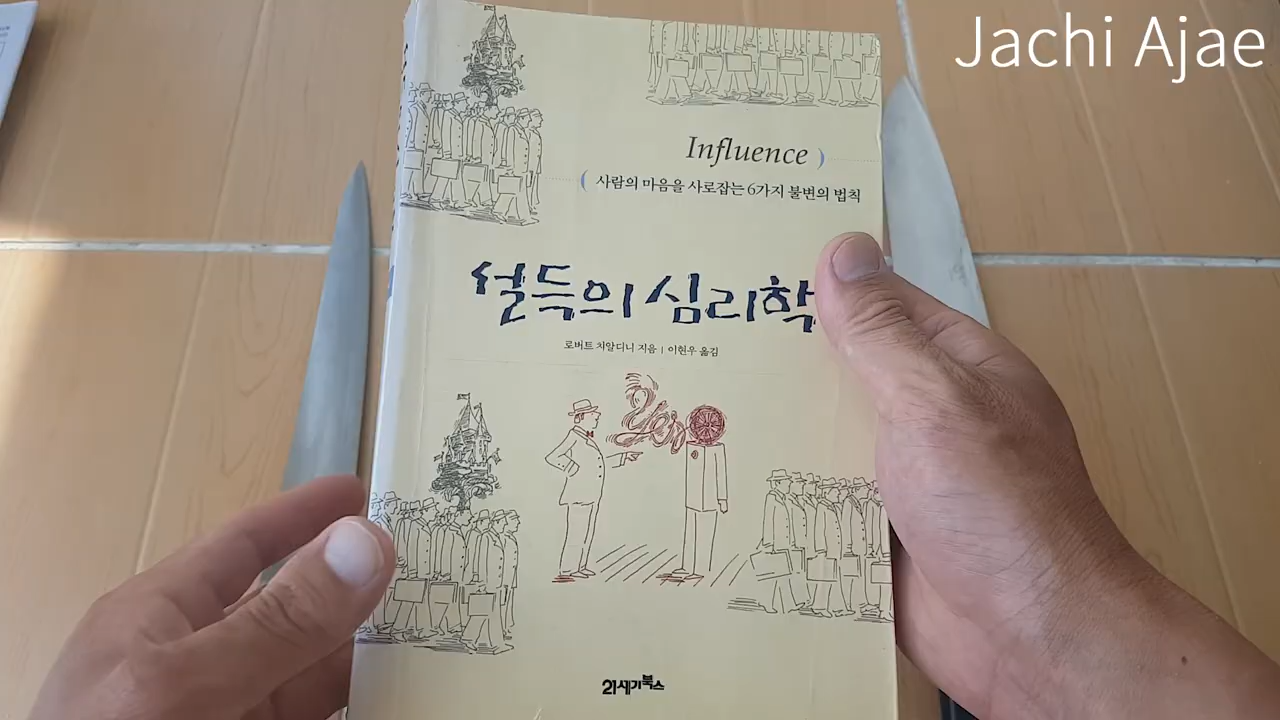 Jachi Ajae
Influence )
( 사람의 마음을 사로잡는 6가지 불변의 법칙
설득의 심리학
로버트 치알디니 지음 | 이현우 옮김
Yes
21세기북스